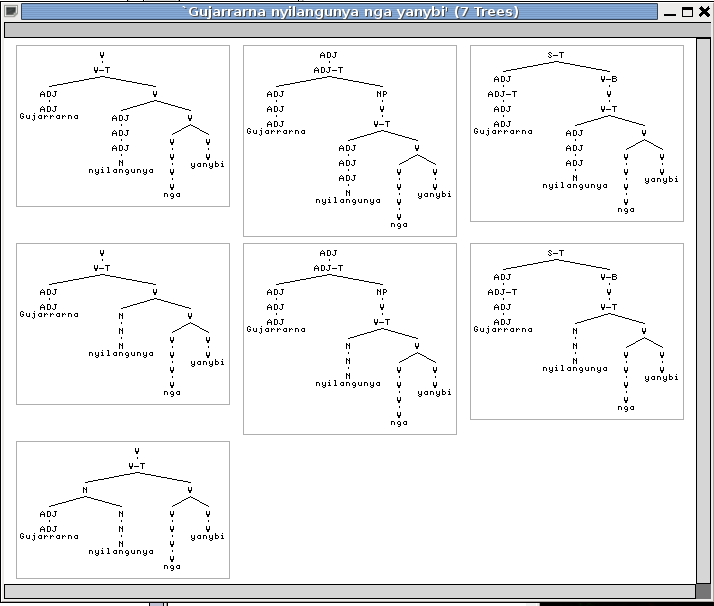 `Gujarrarna nyilangunya nga yanybi' (7 Trees)
V
V-T
ADJ V
ADJ ADJ V
Gujarrarna
ADJ V V
ADJ V V
N V yanybi
nyilangunya
V
nga
ADJ
ADJ-T
ADJ NP
ADJ V
ADJ V-T
Gujarrarna
ADJ V
ADJ V V
ADJ V V
N V yanybi
nyilangunya
V
nga
S-T
ADJ V-B
ADJ-T V
ADJ V-T
ADJ
Gujarrarna
ADJ V
ADJ V V
ADJ V V
N V yanybi
nyilangunya
V
nga
V
V-T
ADJ V
ADJ N V
Gujarrarna
N V V
N V V
nyilangunya V yanybi
V
nga
ADJ
ADJ-T
ADJ NP
ADJ V
ADJ V-T
Gujarrarna
N V
N V V
N V V
nyilangunya V yanybi
V
nga
S-T
ADJ V-B
ADJ-T V
ADJ V-T
ADJ
Gujarrarna
N V
N V V
N V V
nyilangunya V yanybi
V
nga
V
V-T
N V
ADJ N V V
ADJ N V V
Gujarrarna N V yanybi
nyilangunya V
nga